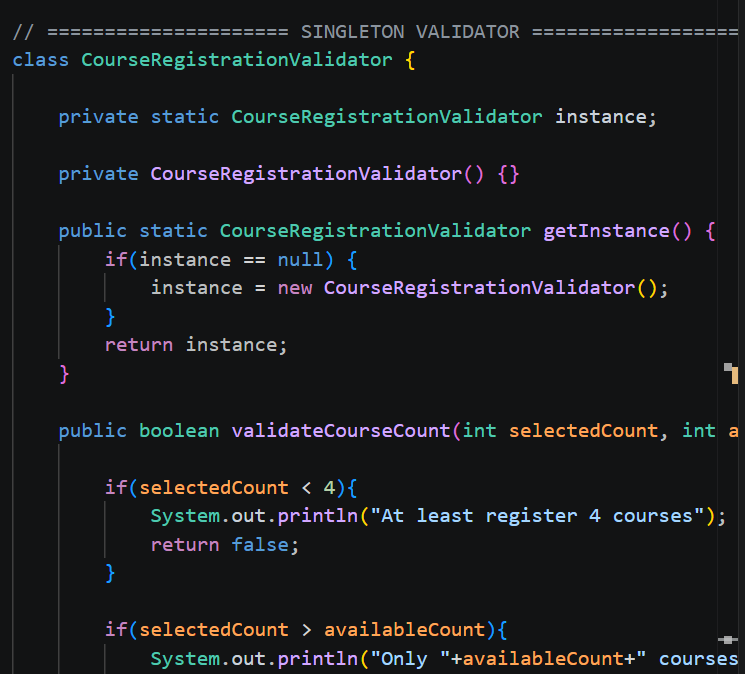 // ===================== SINGLETON VALIDATOR ==================
class CourseRegistrationValidator {
private static CourseRegistrationValidator instance;
private CourseRegistrationValidator() {}
public static CourseRegistrationValidator getInstance() {
if(instance == null) {
instance = new CourseRegistrationValidator();
}
return instance;
}
public boolean validateCourseCount(int selectedCount, int a
if(selectedCount < 4){
System.out.println("At least register 4 courses");
return false;
}
if(selectedCount > availableCount){
System.out.println("Only "+availableCount+" courses